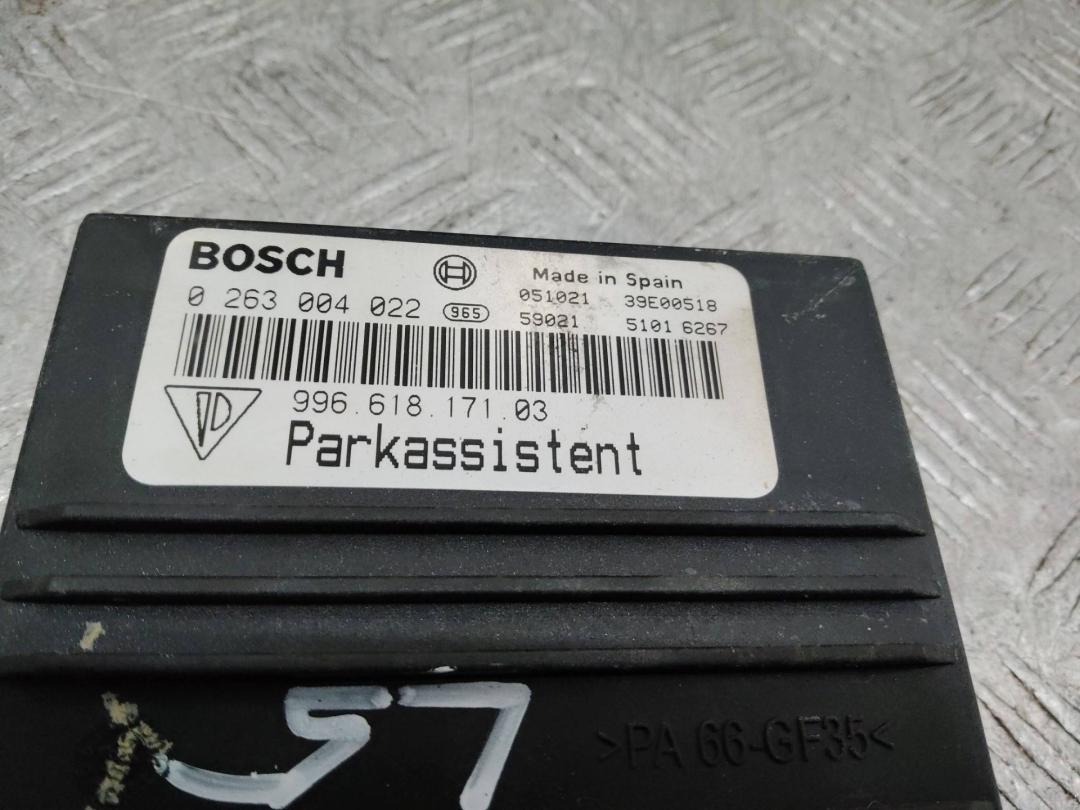 BOSCH
Made in Spain
0 263 004 022 965
051021 39E00518
59021 5101 6267
996.618.171.03
Parkassistent
57
>PA 66-GF35<